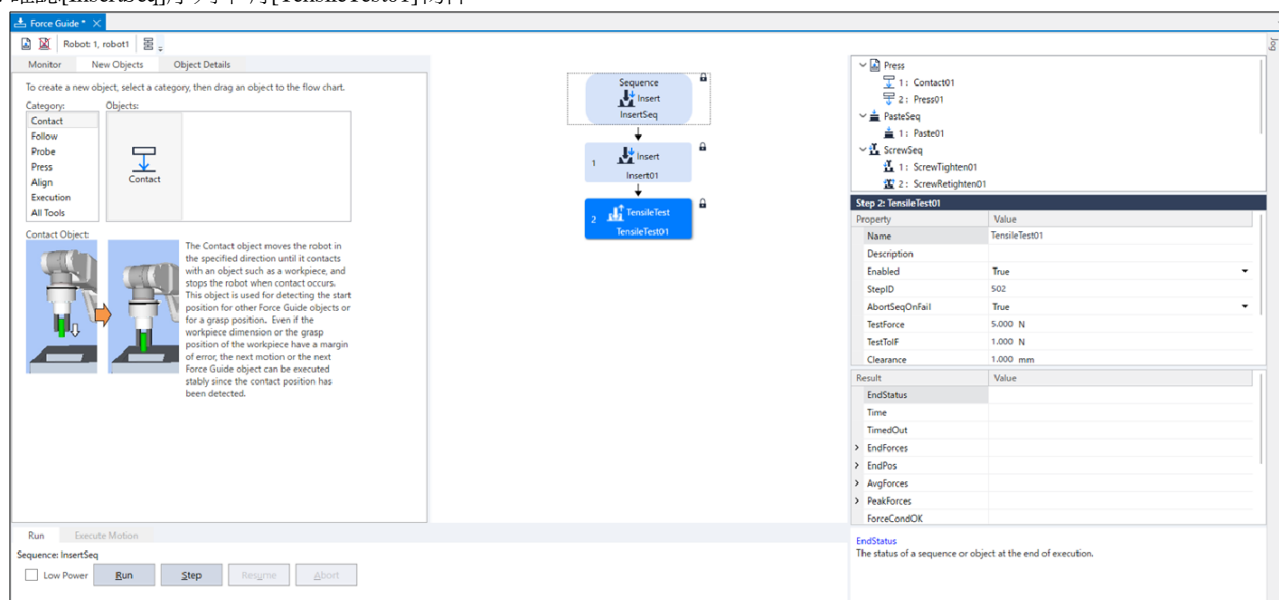 Force Guide *
Robot: 1, robot1
Jog
Monitor New Objects Object Details
To create a new object, select a category, then drag an object to the flow chart.
Category: Objects:
Contact
Follow
Probe
Press
Align
Execution
All Tools
Contact
Contact Object:
The Contact object moves the robot in
the specified direction until it contacts
with an object such as a workpiece, and
stops the robot when contact occurs.
This object is used for detecting the start
position for other Force Guide objects or
for a grasp position. Even if the
workpiece dimension or the grasp
position of the workpiece have a margin
of error, the next motion or the next
Force Guide object can be executed
stably since the contact position has
been detected.
Sequence
Insert
InsertSeq
1 Insert
Insert01
2 TensileTest
TensileTest01
Press
1: Contact01
2: Press01
PasteSeq
1: Paste01
ScrewSeq
1: ScrewTighten01
2: ScrewRetighten01
Step 2: TensileTest01
Property Value
Name TensileTest01
Description
Enabled True
StepID 502
AbortSeqOnFail True
TestForce 5.000 N
TestTolF 1.000 N
Clearance 1.000 mm
Result Value
EndStatus
Time
TimedOut
EndForces
EndPos
AvgForces
PeakForces
ForceCondOK
EndStatus
The status of a sequence or object at the end of execution.
Run Execute Motion
Sequence: InsertSeq
Low Power Run Step Resume Abort